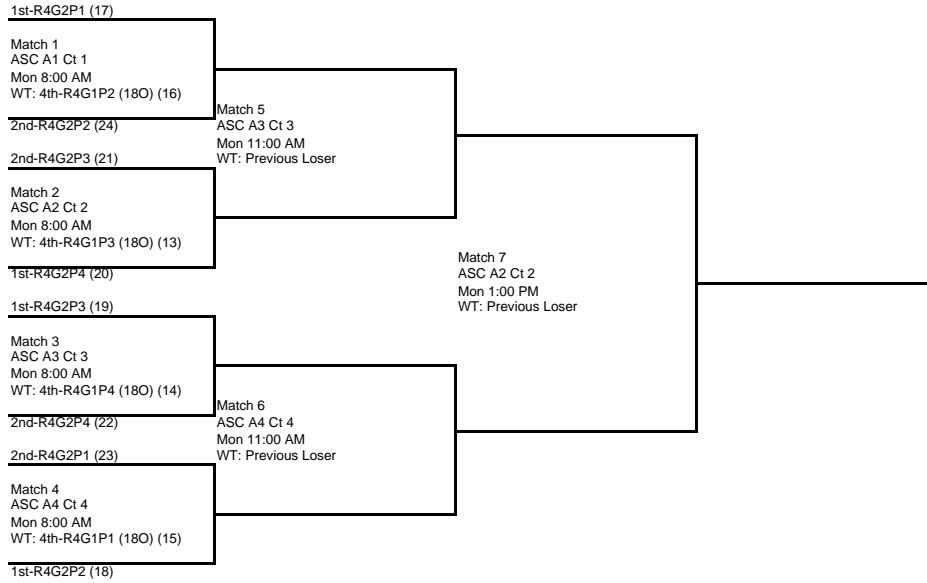 1st-R4G2P1 (17)
Match 1
ASC A1 Ct 1
Mon 8:00 AM
WT: 4th-R4G1P2 (18O) (16)
2nd-R4G2P2 (24)
Match 5
ASC A3 Ct 3
Mon 11:00 AM
WT: Previous Loser
2nd-R4G2P3 (21)
Match 2
ASC A2 Ct 2
Mon 8:00 AM
WT: 4th-R4G1P3 (18O) (13)
1st-R4G2P4 (20)
Match 7
ASC A2 Ct 2
Mon 1:00 PM
WT: Previous Loser
1st-R4G2P3 (19)
Match 3
ASC A3 Ct 3
Mon 8:00 AM
WT: 4th-R4G1P4 (18O) (14)
2nd-R4G2P4 (22)
Match 6
ASC A4 Ct 4
Mon 11:00 AM
WT: Previous Loser
2nd-R4G2P1 (23)
Match 4
ASC A4 Ct 4
Mon 8:00 AM
WT: 4th-R4G1P1 (18O) (15)
1st-R4G2P2 (18)